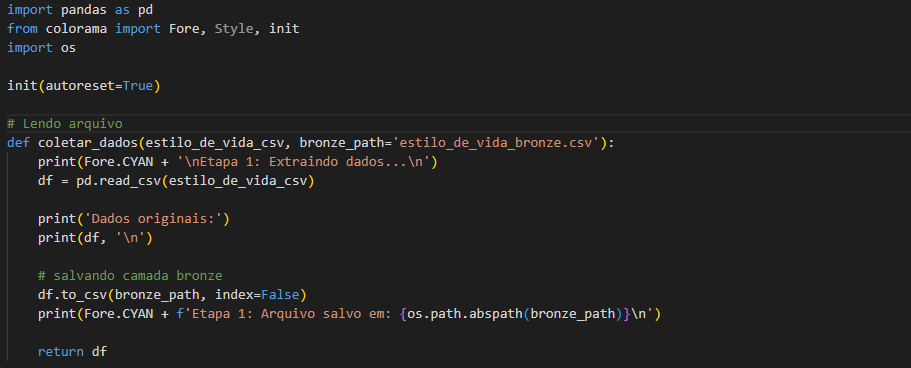 import pandas as pd
from colorama import Fore, Style, init
import os
init(autoreset=True)
# Lendo arquivo
def coletar_dados(estilo_de_vida_csv, bronze_path='estilo_de_vida_bronze.csv'):
    print(Fore.CYAN + '\nEtapa 1: Extraindo dados...\n')
    df = pd.read_csv(estilo_de_vida_csv)
    print('Dados originais:')
    print(df, '\n')
    # salvando camada bronze
    df.to_csv(bronze_path, index=False)
    print(Fore.CYAN + f'Etapa 1: Arquivo salvo em: {os.path.abspath(bronze_path)}\n')
    return df